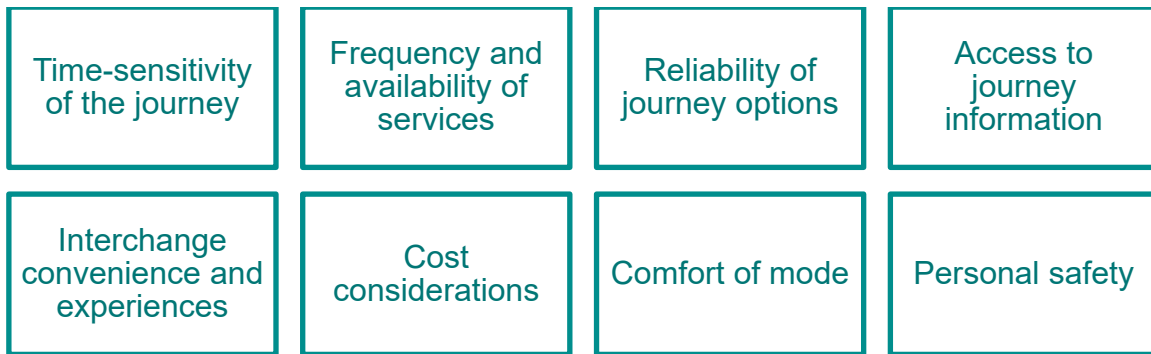 Time-sensitivity
of the journey
Frequency and
availability of
services
Reliability of
journey options
Access to
journey
information
Interchange
convenience and
experiences
Cost
considerations
Comfort of mode
Personal safety